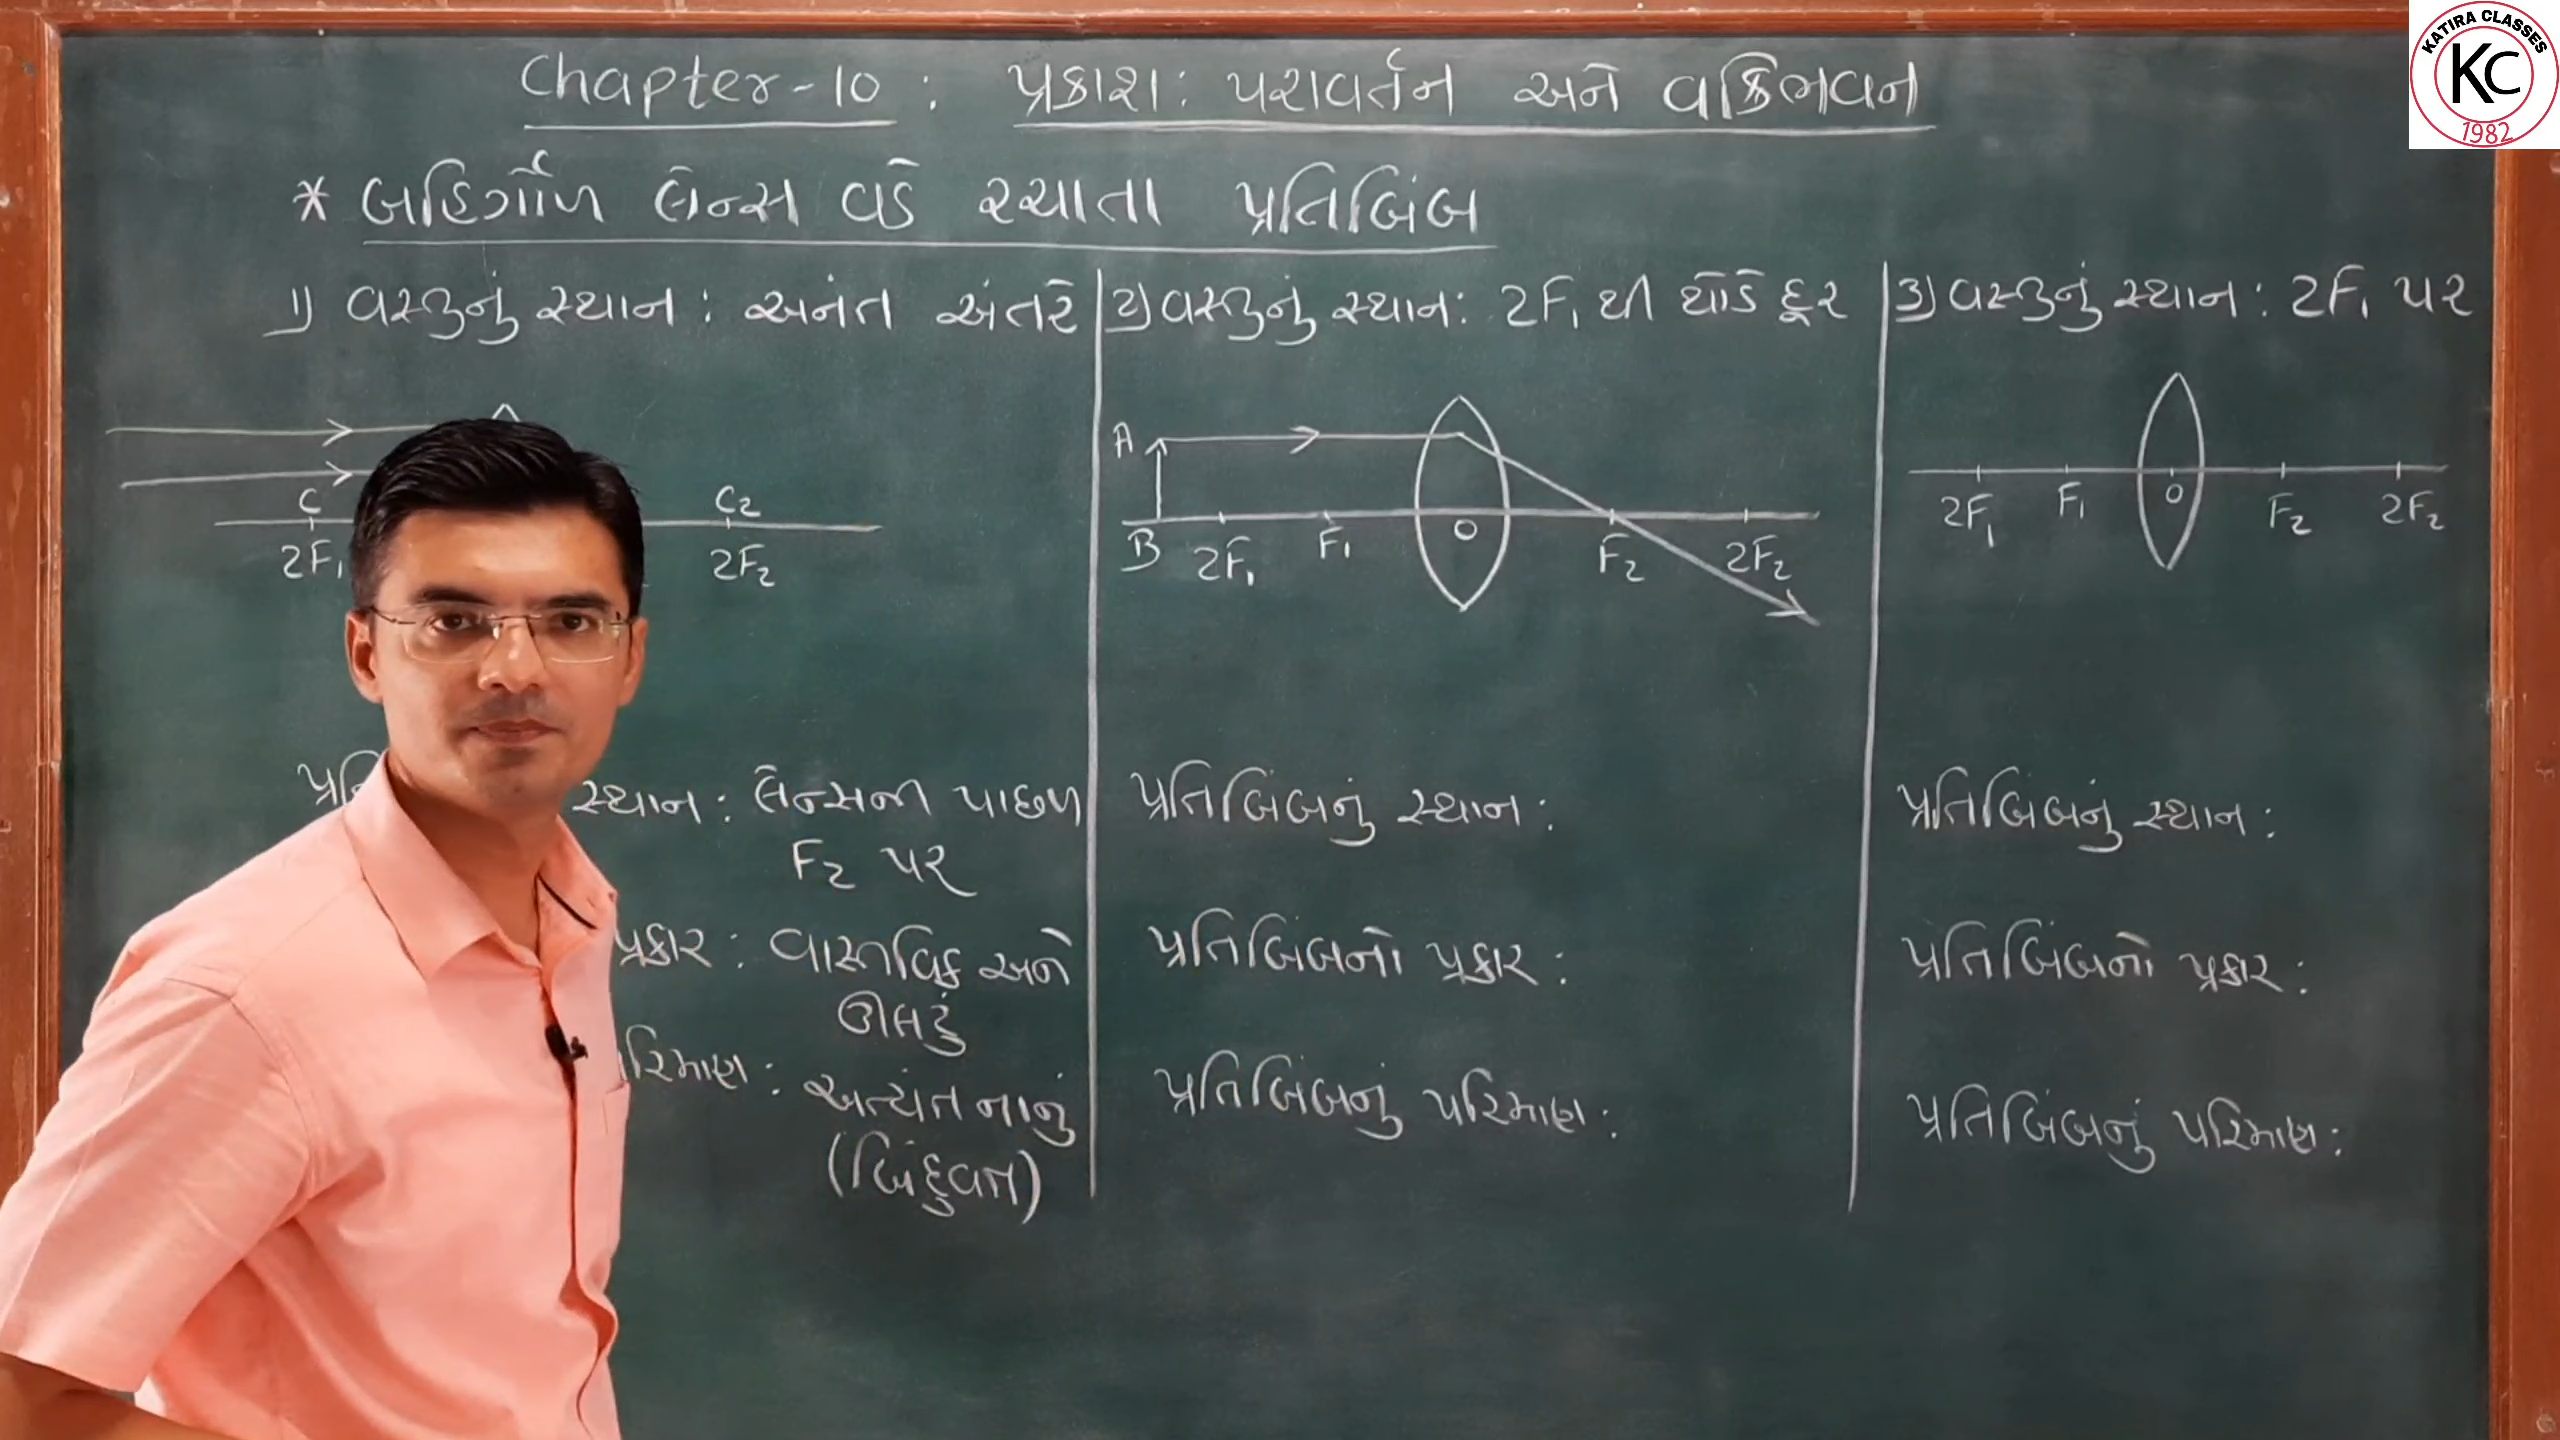 KATIRA CLASSES
KC
1982
Chapter-10 : પ્રકાશ : પરાવર્તન અને વક્રિભવન
* બહિર્ગોળ લેન્સ વડે રચાતા પ્રતિબિંબ
1) વસ્તુનું સ્થાન : અનંત અંતરે
C C2
2F1 2F2
સ્થાન : લેન્સની પાછળ
F2 પર
પ્રકાર : વાસ્તવિક અને
ઊલટું
અત્યંત નાનું
(બિંદુવત)
2) વસ્તુનું સ્થાન : 2F1 થી થોડે દૂર
A
B 2F1 F1 O F2 2F2
પ્રતિબિંબનું સ્થાન :
પ્રતિબિંબનો પ્રકાર :
પ્રતિબિંબનું પરિમાણ :
3) વસ્તુનું સ્થાન : 2F1 પર
2F1 F1 O F2 2F2
પ્રતિબિંબનું સ્થાન :
પ્રતિબિંબનો પ્રકાર :
પ્રતિબિંબનું પરિમાણ :